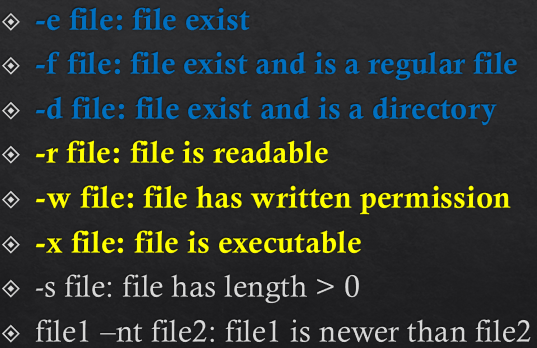 -e file: file exist
-f file: file exist and is a regular file
-d file: file exist and is a directory
-r file: file is readable
-w file: file has written permission
-x file: file is executable
-s file: file has length > 0
file1 –nt file2: file1 is newer than file2